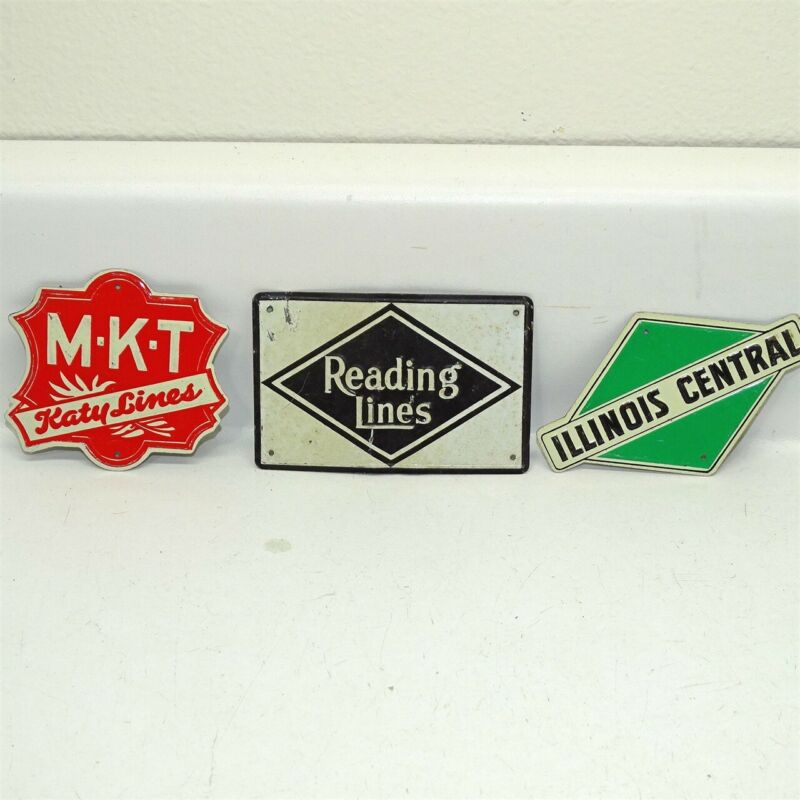 M·K·T
Katy Lines
Reading
Lines
ILLINOIS CENTRAL